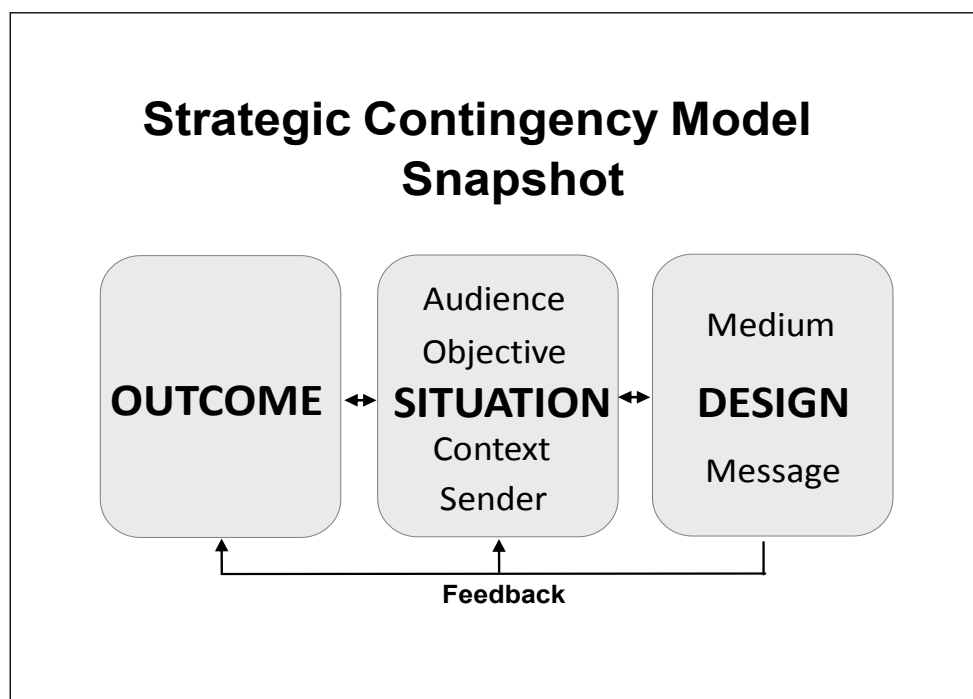 Strategic Contingency Model
Snapshot
OUTCOME
Audience
Objective
SITUATION
Context
Sender
Medium
DESIGN
Message
Feedback